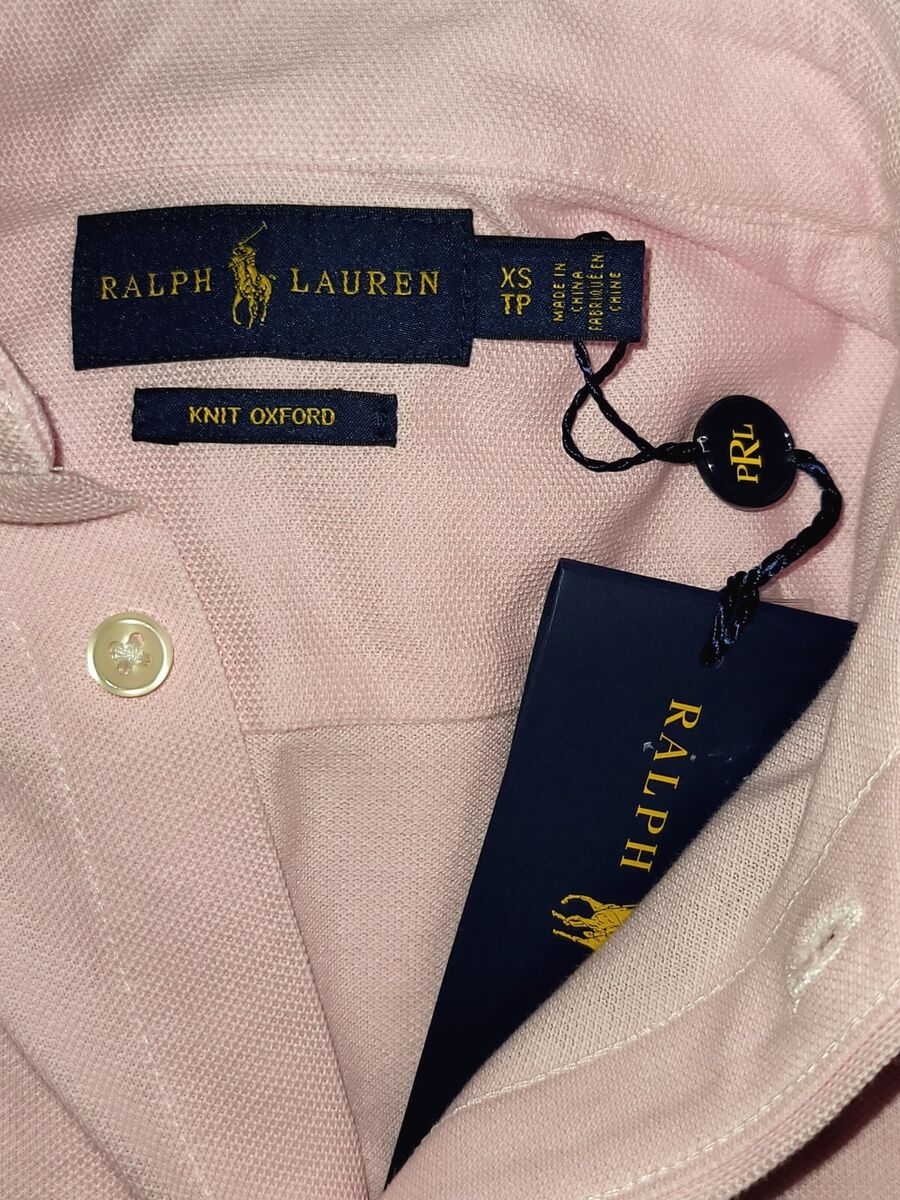 RALPH LAUREN
XS
TP
MADE IN
CHINA
FABRIQUÉ EN
CHINE
KNIT OXFORD
PRL
RALPH